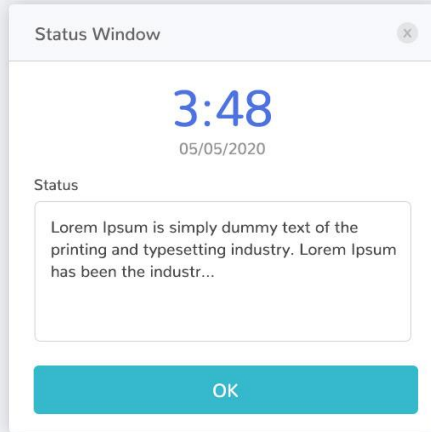 Status Window
x
3:48
05/05/2020
Status
Lorem Ipsum is simply dummy text of the
printing and typesetting industry. Lorem Ipsum
has been the industr...
OK